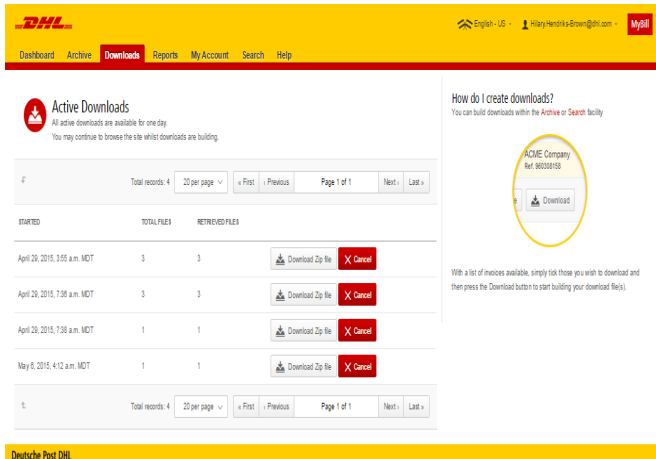 DHL
English - US
Hilary.Hendriks-Brown@dhl.com
MyBill
Dashboard Archive Downloads Reports My Account Search Help
Active Downloads
All active downloads are available for one day.
You may continue to browse the site whilst downloads are building.
How do I create downloads?
You can build downloads within the Archive or Search facility
ACME Company
Ref. 960308158
Download
With a list of invoices available, simply tick those you wish to download and
then press the Download button to start building your download file(s).
Total records: 4 20 per page « First ‹ Previous Page 1 of 1 Next › Last »
STARTED TOTAL FILES RETRIEVED FILES
April 29, 2015, 3:55 a.m. MDT 3 3 Download Zip file X Cancel
April 29, 2015, 7:36 a.m. MDT 3 3 Download Zip file X Cancel
April 29, 2015, 7:38 a.m. MDT 1 1 Download Zip file X Cancel
May 6, 2015, 4:12 a.m. MDT 1 1 Download Zip file X Cancel
Total records: 4 20 per page « First ‹ Previous Page 1 of 1 Next › Last »
Deutsche Post DHL